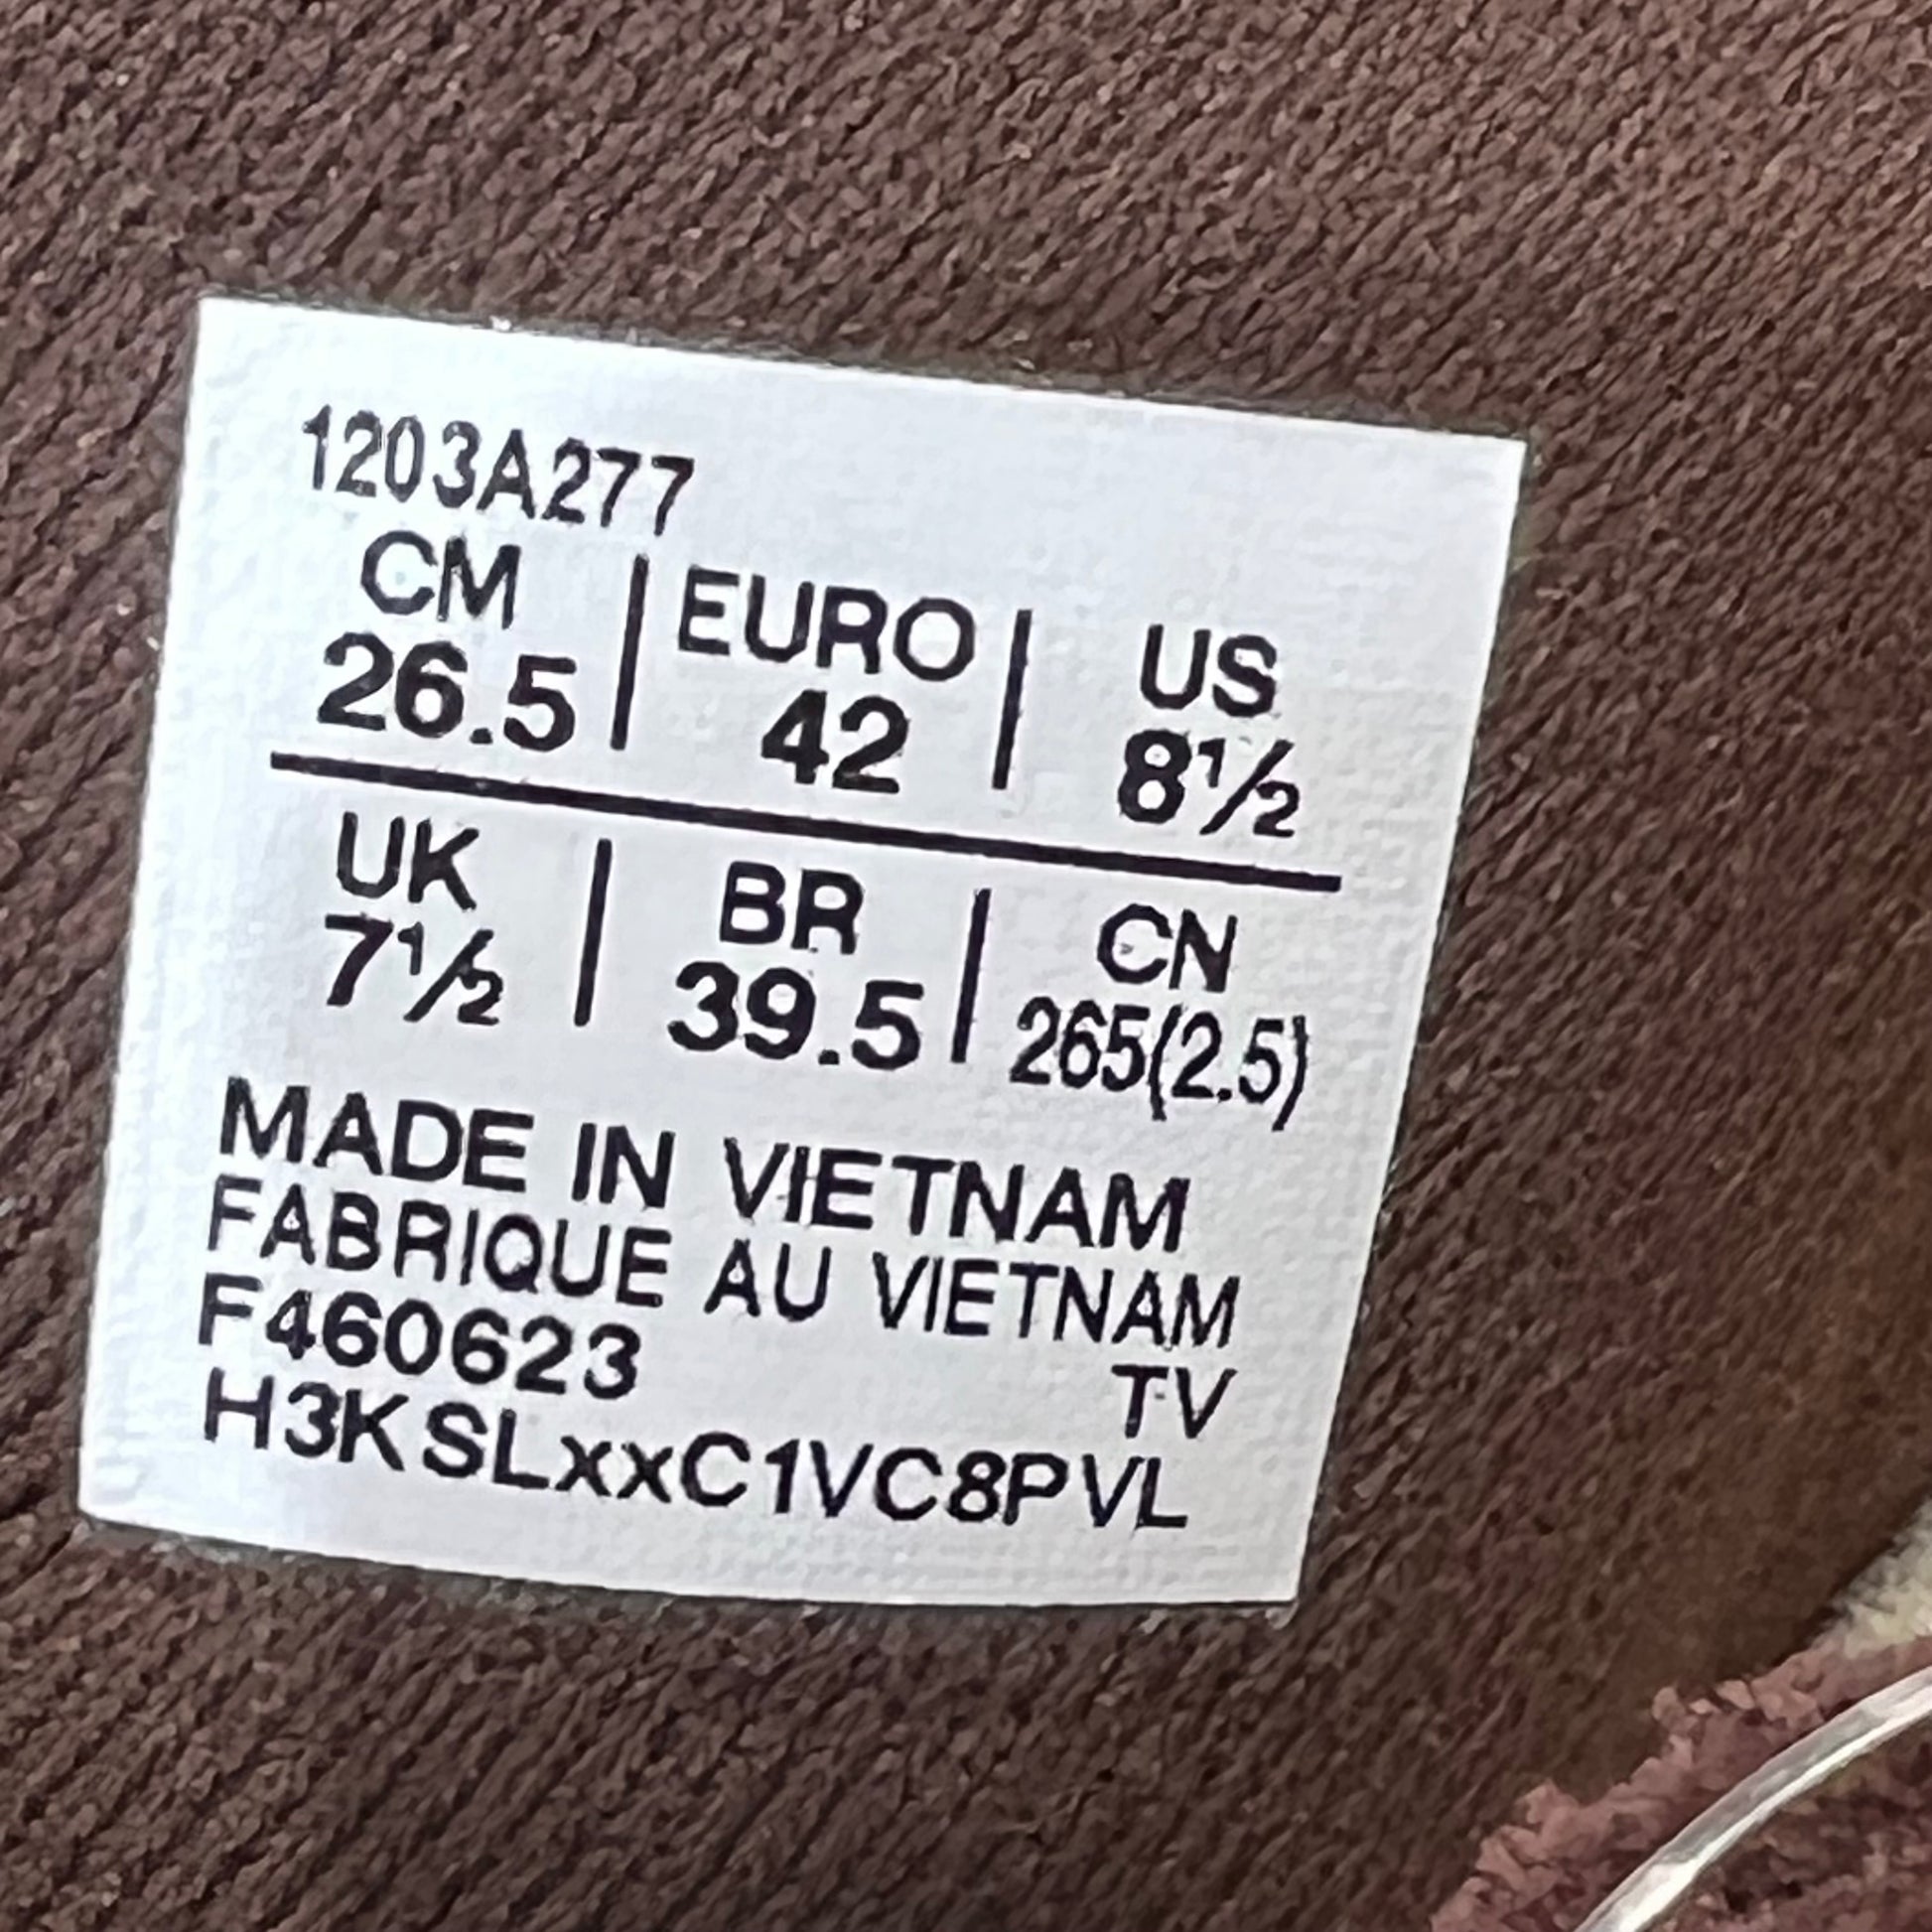 1203A277
CM | EURO | US
26.5 | 42 | 8½
UK | BR | CN
7½ | 39.5 | 265(2.5)
MADE IN VIETNAM
FABRIQUE AU VIETNAM
F460623 TV
H3KSLxxC1VC8PVL